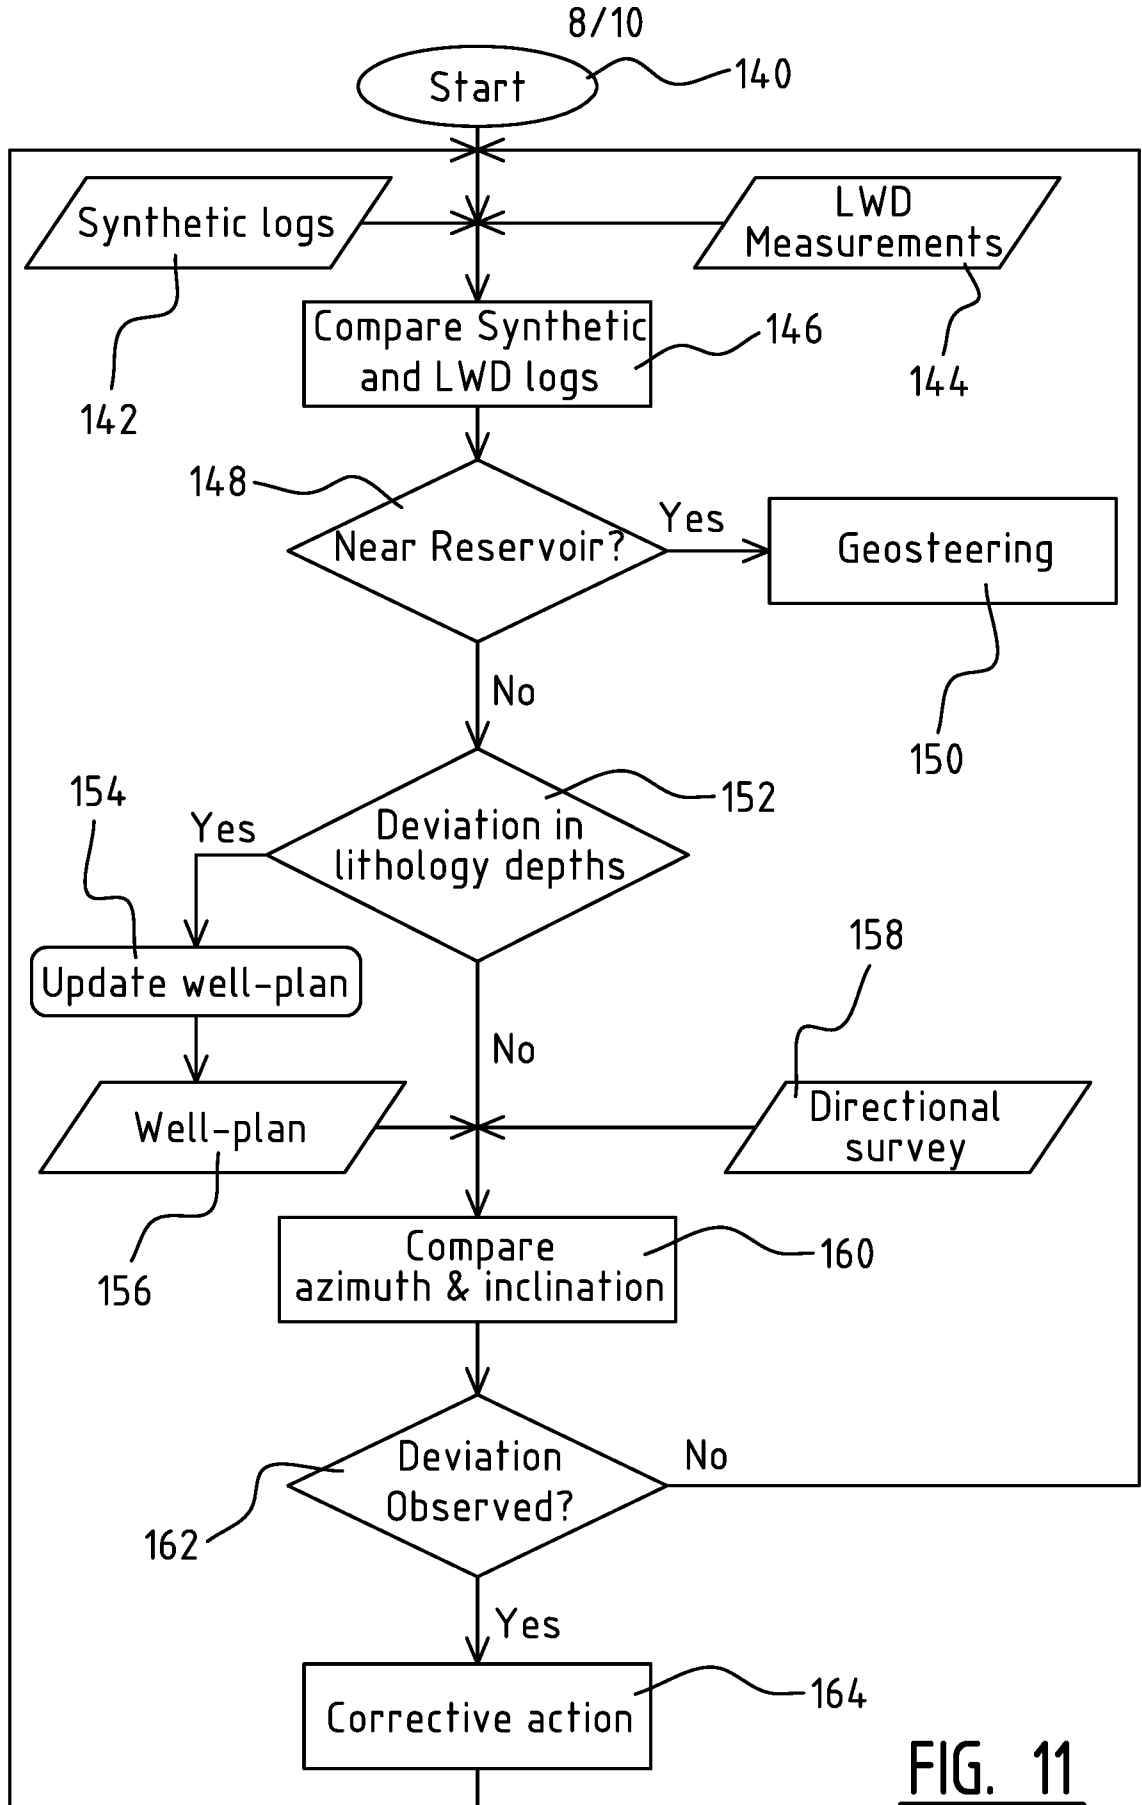 8/10
Start
140
Synthetic logs
LWD
Measurements
142
144
Compare Synthetic
and LWD logs
146
148
Near Reservoir?
Yes
Geosteering
150
No
152
Deviation in
lithology depths
Yes
154
Update well-plan
No
158
Well-plan
Directional
survey
156
Compare
azimuth & inclination
160
Deviation
Observed?
No
162
Yes
Corrective action
164
FIG. 11